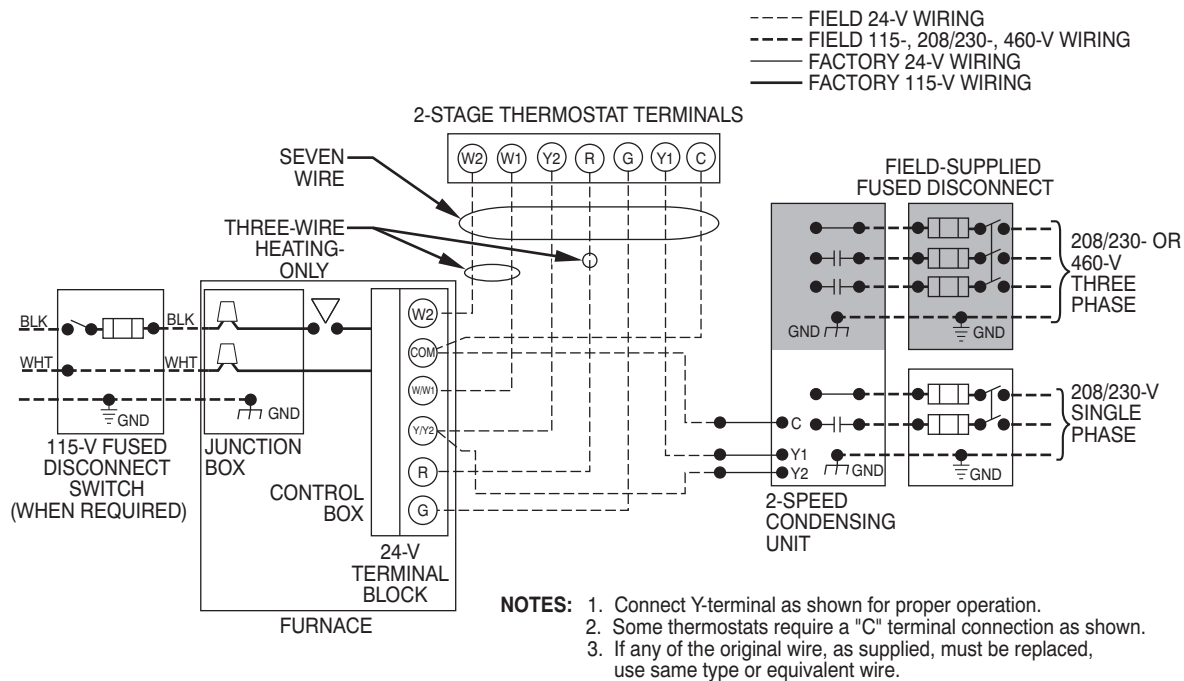 FIELD 24-V WIRING
FIELD 115-, 208/230-, 460-V WIRING
FACTORY 24-V WIRING
FACTORY 115-V WIRING
2-STAGE THERMOSTAT TERMINALS
W2 W1 Y2 R G Y1 C
SEVEN
WIRE
THREE-WIRE
HEATING-
ONLY
FIELD-SUPPLIED
FUSED DISCONNECT
208/230- OR
460-V
THREE
PHASE
GND
GND
BLK
BLK
WHT
WHT
GND
GND
115-V FUSED
DISCONNECT
SWITCH
(WHEN REQUIRED)
JUNCTION
BOX
CONTROL
BOX
W2
COM
W/W1
Y/Y2
R
G
24-V
TERMINAL
BLOCK
FURNACE
C
Y1
Y2
GND
GND
208/230-V
SINGLE
PHASE
2-SPEED
CONDENSING
UNIT
NOTES: 1. Connect Y-terminal as shown for proper operation.
2. Some thermostats require a "C" terminal connection as shown.
3. If any of the original wire, as supplied, must be replaced,
use same type or equivalent wire.